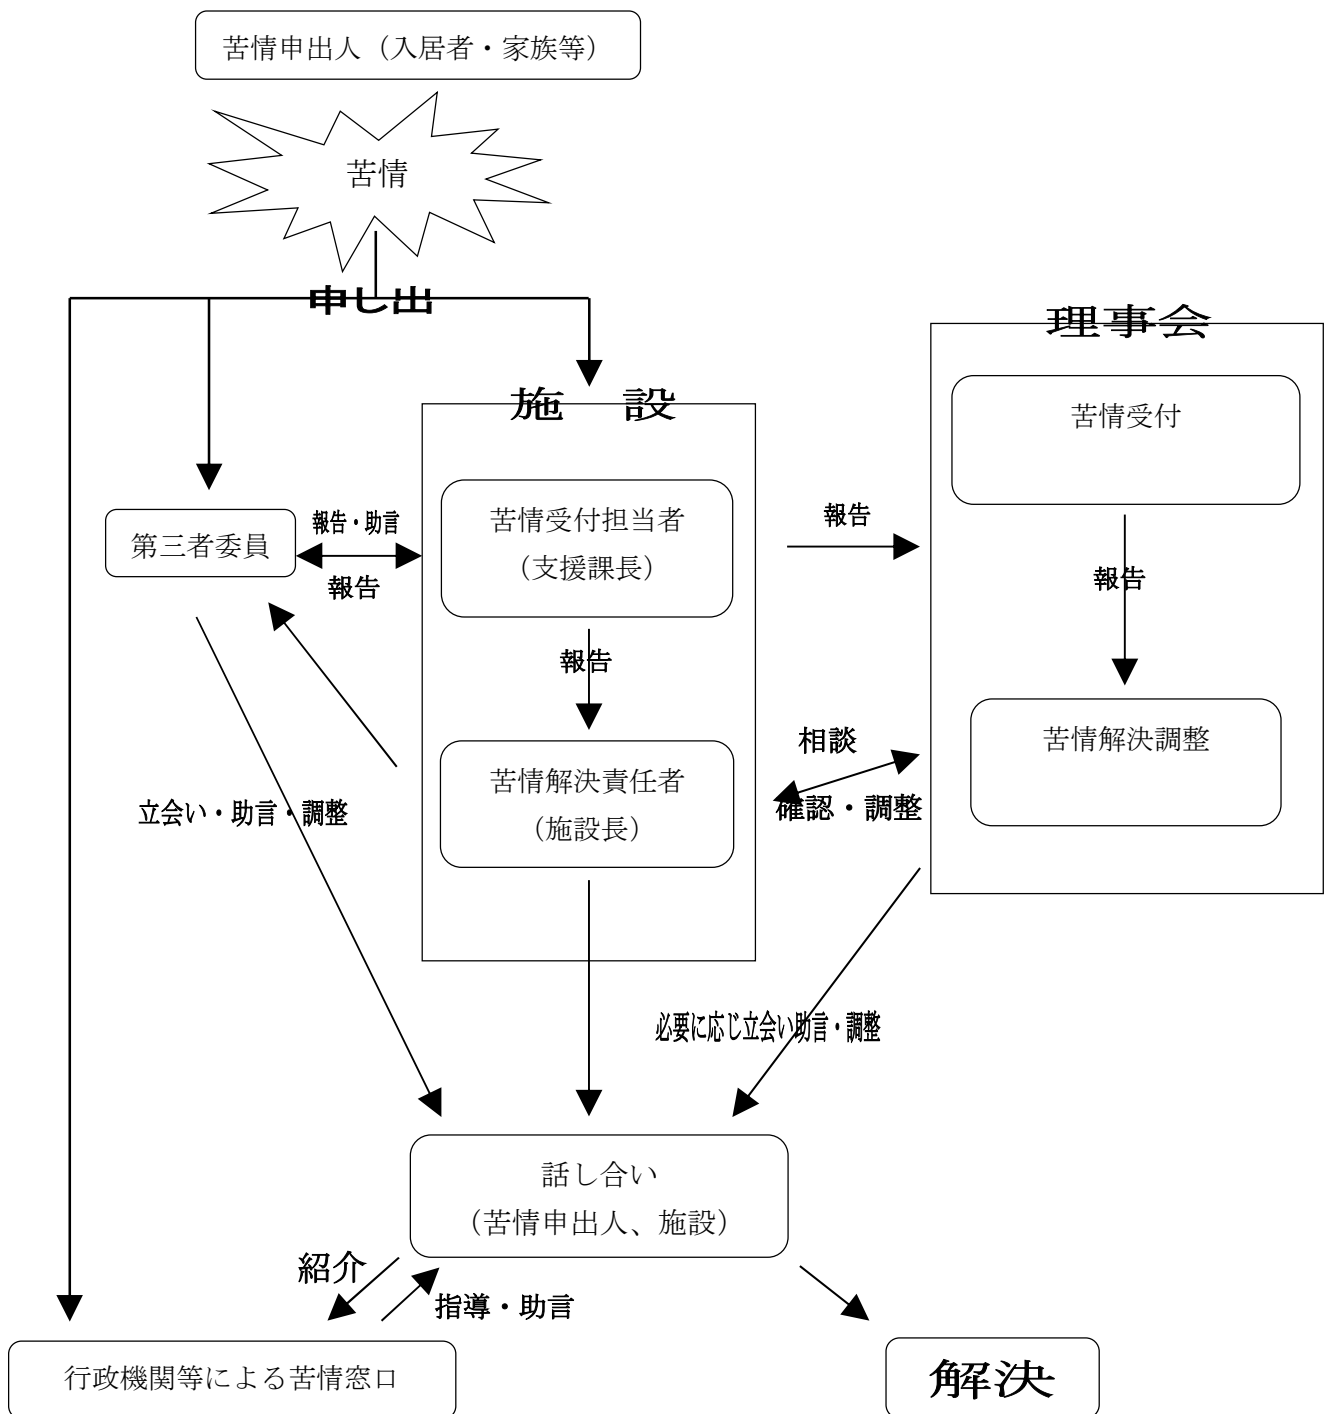 苦情申出人（入居者・家族等）
苦情
申し出
理事会
施　設
苦情受付
苦情受付担当者
（支援課長）
報告・助言
報告
第三者委員
報告
報告
報告
苦情解決調整
相談
確認・調整
苦情解決責任者
（施設長）
立会い・助言・調整
必要に応じ立会い助言・調整
話し合い
（苦情申出人、施設）
紹介
指導・助言
行政機関等による苦情窓口
解決